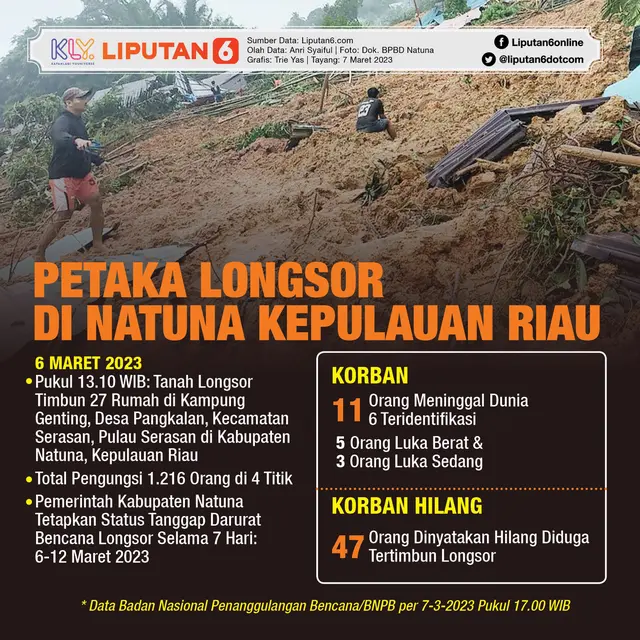 KLY
KAPANLAGI YOUNIVERSE
LIPUTAN 6
Sumber Data: Liputan6.com
Olah Data: Anri Syaiful | Foto: Dok. BPBD Natuna
Grafis: Trie Yas | Tayang: 7 Maret 2023
Liputan6online
@liputan6dotcom
23
PETAKA LONGSOR
DI NATUNA KEPULAUAN RIAU
6 MARET 2023
• Pukul 13.10 WIB: Tanah Longsor
Timbun 27 Rumah di Kampung
Genting, Desa Pangkalan, Kecamatan
Serasan, Pulau Serasan di Kabupaten
Natuna, Kepulauan Riau
• Total Pengungsi 1.216 Orang di 4 Titik
• Pemerintah Kabupaten Natuna
Tetapkan Status Tanggap Darurat
Bencana Longsor Selama 7 Hari:
6-12 Maret 2023
KORBAN
11 Orang Meninggal Dunia
6 Teridentifikasi
5 Orang Luka Berat &
3 Orang Luka Sedang
KORBAN HILANG
47 Orang Dinyatakan Hilang Diduga
Tertimbun Longsor
* Data Badan Nasional Penanggulangan Bencana/BNPB per 7-3-2023 Pukul 17.00 WIB